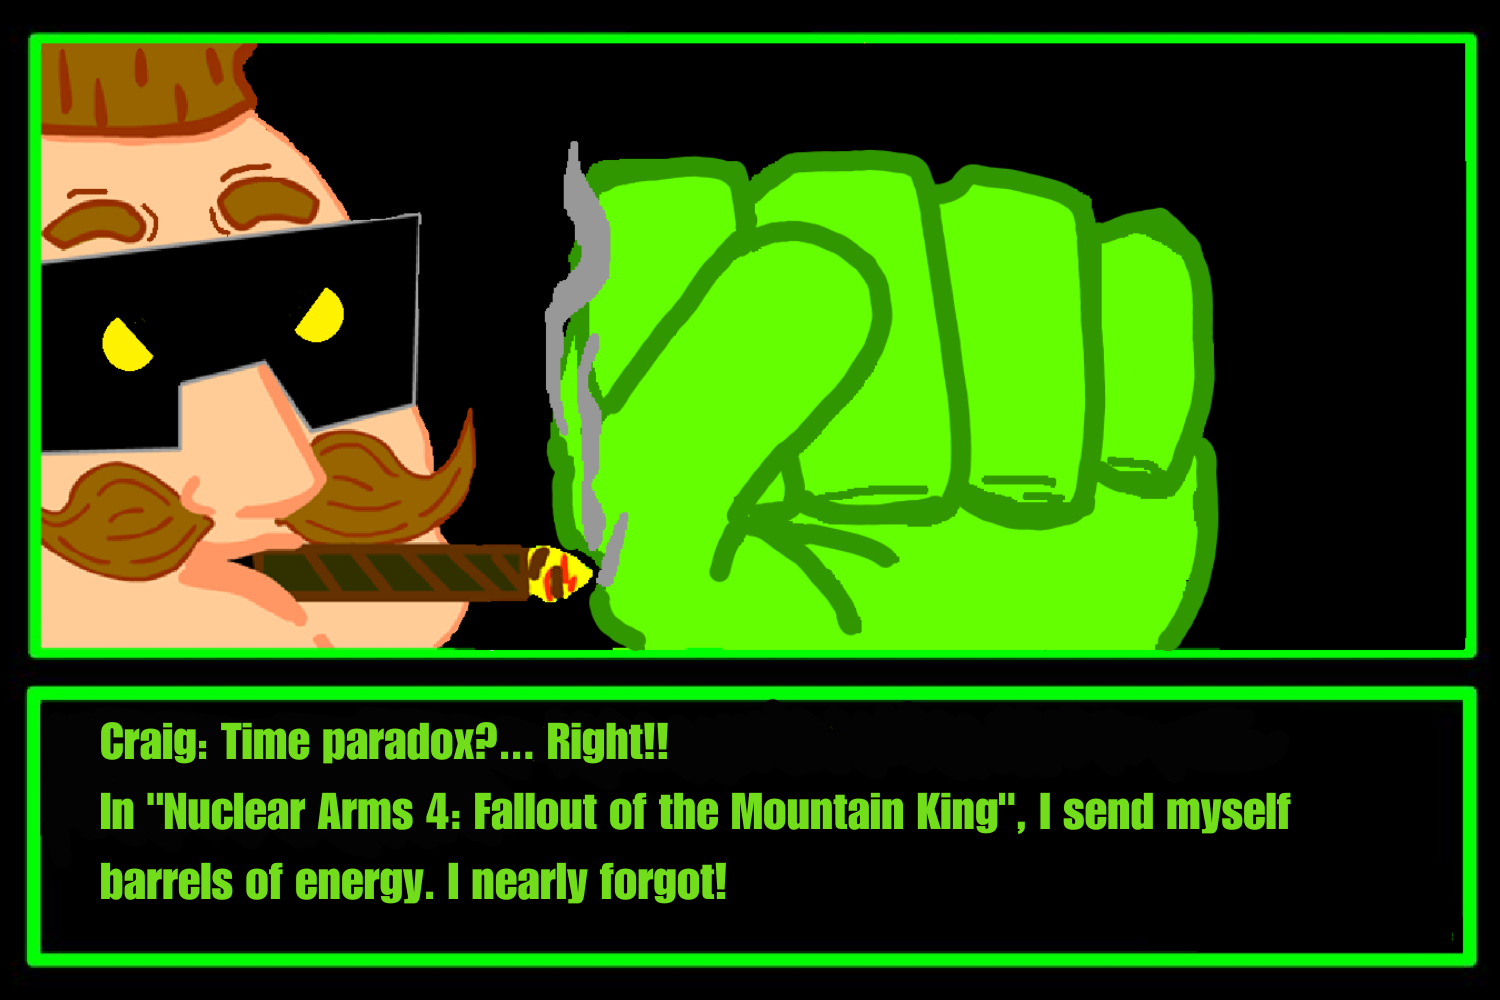 Craig: Time paradox?... Right!!
In "Nuclear Arms 4: Fallout of the Mountain King", I send myself
barrels of energy. I nearly forgot!